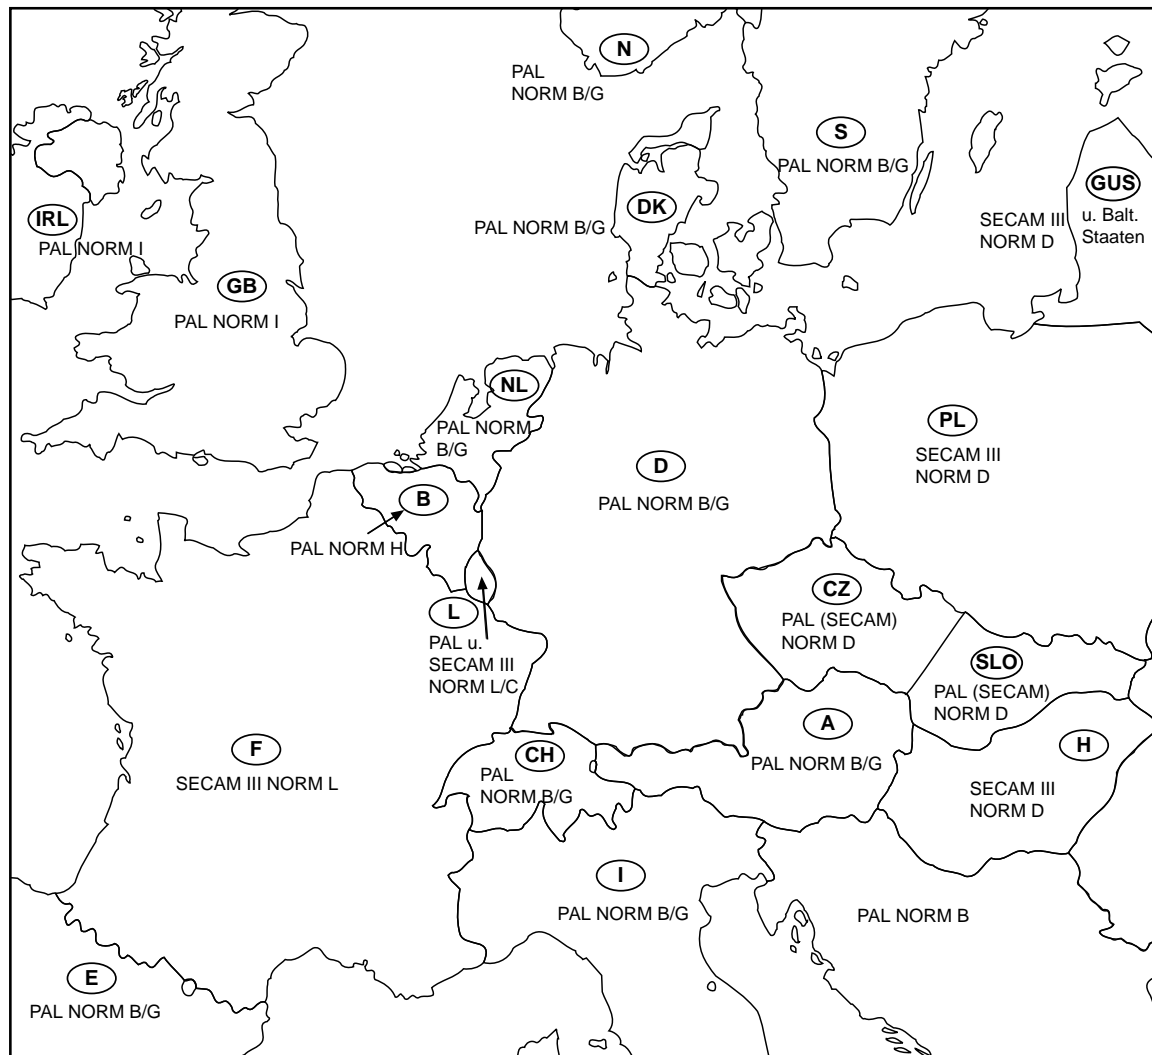 N
PAL
NORM B/G
S
PAL NORM B/G
GUS
u. Balt.
Staaten
SECAM III
NORM D
DK
PAL NORM B/G
IRL
PAL NORM I
GB
PAL NORM I
NL
PAL NORM
B/G
PL
SECAM III
NORM D
D
PAL NORM B/G
B
PAL NORM H
CZ
PAL (SECAM)
NORM D
L
PAL u.
SECAM III
NORM L/C
SLO
PAL (SECAM)
NORM D
A
PAL NORM B/G
H
SECAM III
NORM D
F
SECAM III NORM L
CH
PAL
NORM B/G
I
PAL NORM B/G
PAL NORM B
E
PAL NORM B/G